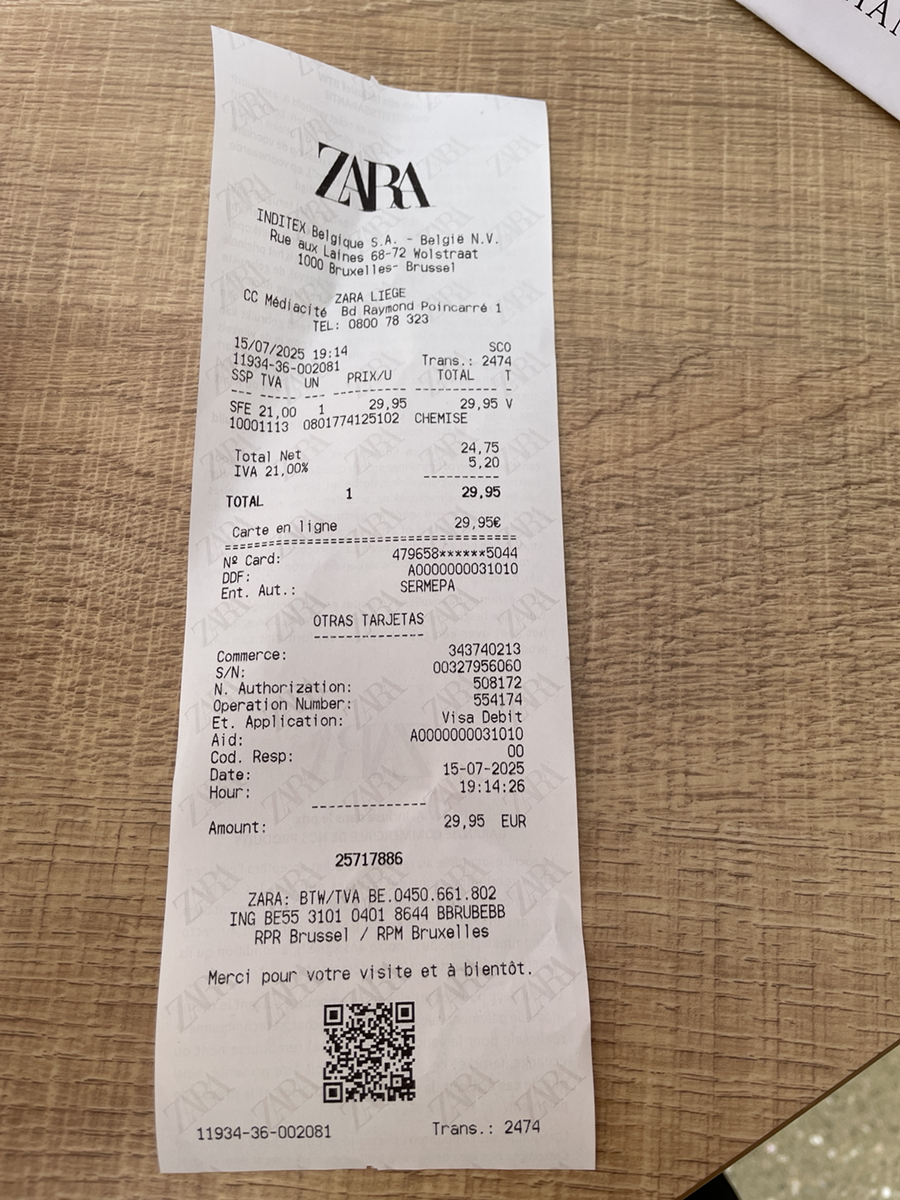 ZARA
INDITEX Belgique S.A. - België N.V.
Rue aux Laines 68-72 Wolstraat
1000 Bruxelles- Brussel
ZARA LIEGE
CC Médiacité Bd Raymond Poincarré 1
TEL: 0800 78 323
15/07/2025 19:14 SCO
11934-36-002081 Trans.: 2474
SSP TVA UN PRIX/U TOTAL T
SFE 21,00 1 29,95 29,95 V
10001113 0801774125102 CHEMISE
Total Net 24,75
IVA 21,00% 5,20
TOTAL 1 29,95
Carte en ligne 29,95€
Nº Card: 479658******5044
DDF: A0000000031010
Ent. Aut.: SERMEPA
OTRAS TARJETAS
Commerce: 343740213
S/N: 00327956060
N. Authorization: 508172
Operation Number: 554174
Et. Application: Visa Debit
Aid: A0000000031010
Cod. Resp: 00
Date: 15-07-2025
Hour: 19:14:26
Amount: 29,95 EUR
25717886
ZARA: BTW/TVA BE.0450.661.802
ING BE55 3101 0401 8644 BBRUBEBB
RPR Brussel / RPM Bruxelles
Merci pour votre visite et à bientôt.
11934-36-002081 Trans.: 2474